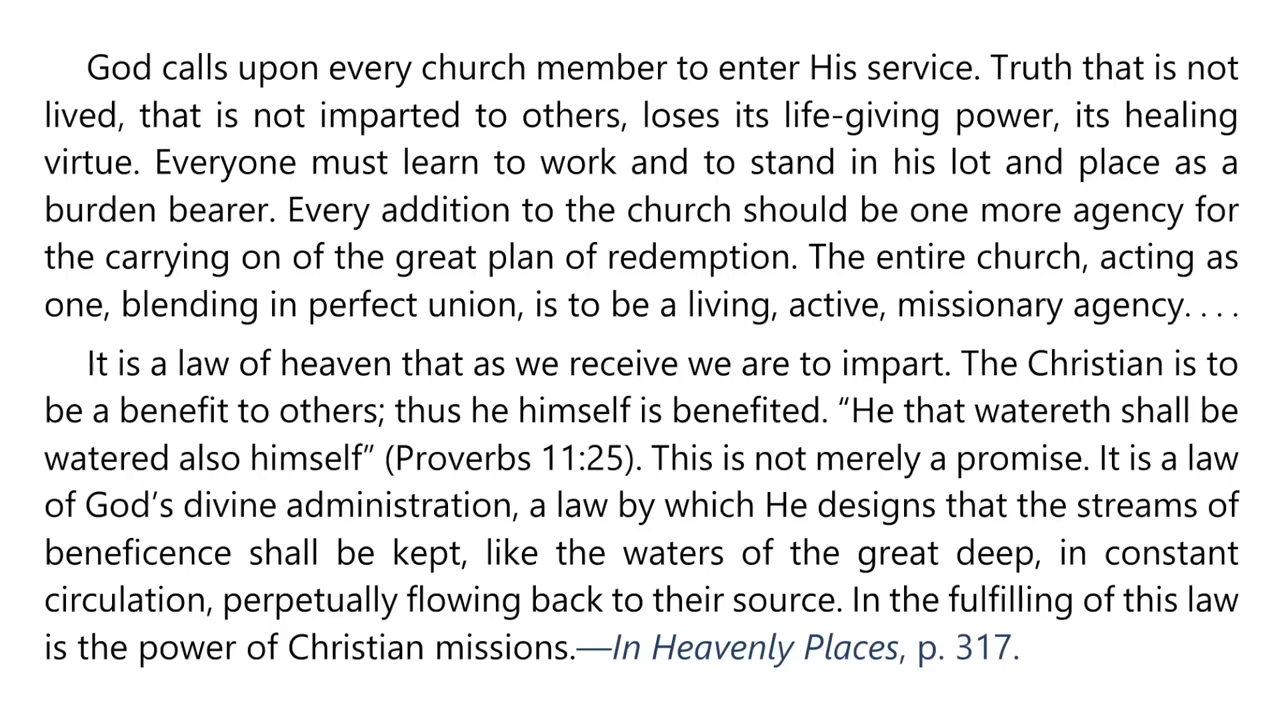 God calls upon every church member to enter His service. Truth that is not
lived, that is not imparted to others, loses its life-giving power, its healing
virtue. Everyone must learn to work and to stand in his lot and place as a
burden bearer. Every addition to the church should be one more agency for
the carrying on of the great plan of redemption. The entire church, acting as
one, blending in perfect union, is to be a living, active, missionary agency. . . .
It is a law of heaven that as we receive we are to impart. The Christian is to
be a benefit to others; thus he himself is benefited. “He that watereth shall be
watered also himself” (Proverbs 11:25). This is not merely a promise. It is a law
of God’s divine administration, a law by which He designs that the streams of
beneficence shall be kept, like the waters of the great deep, in constant
circulation, perpetually flowing back to their source. In the fulfilling of this law
is the power of Christian missions.—In Heavenly Places, p. 317.